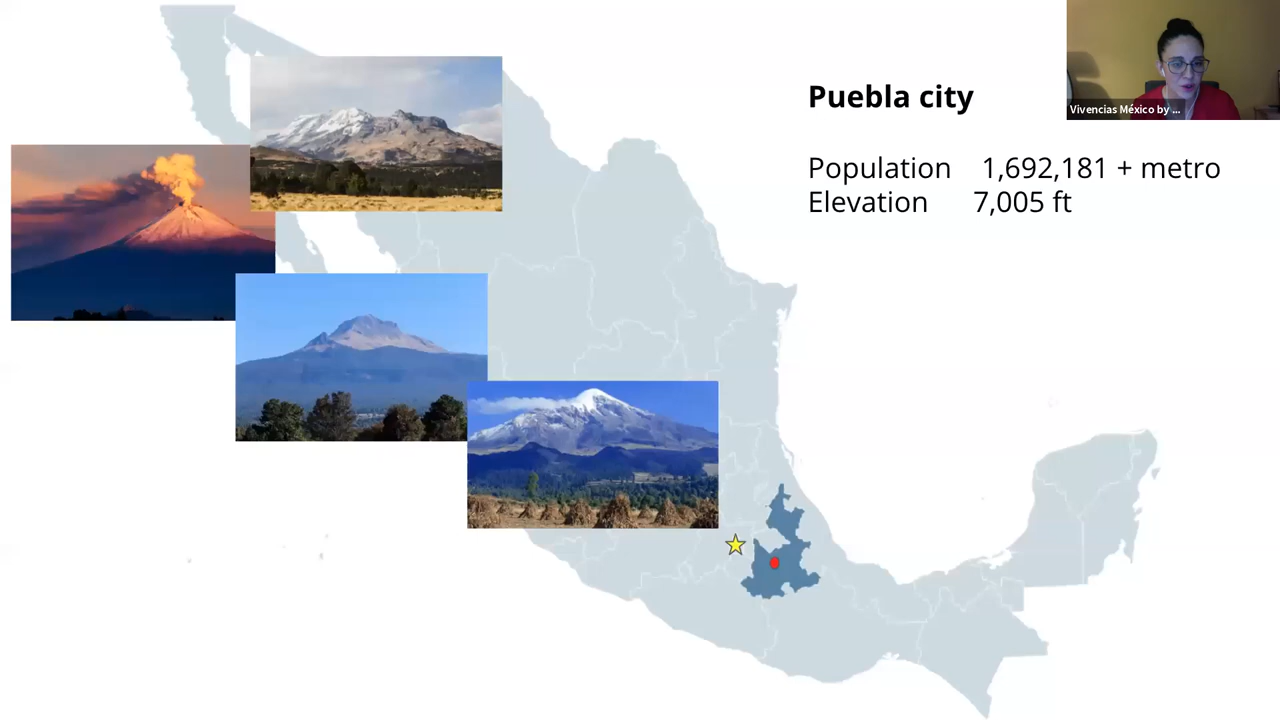 Puebla city
Vivencias México by ...
Population 1,692,181 + metro
Elevation 7,005 ft